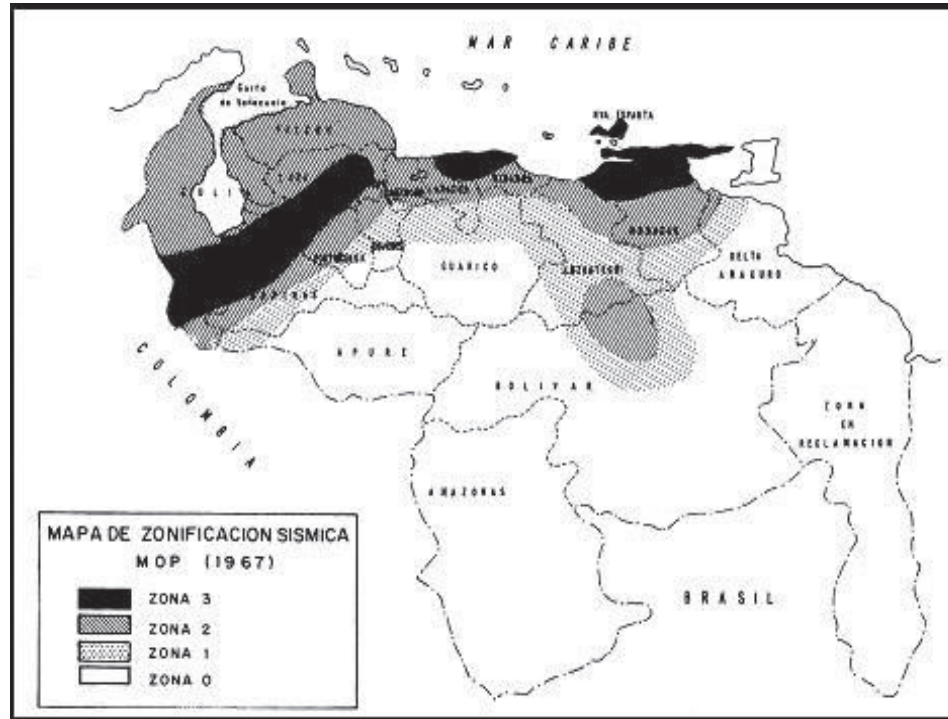 MAR CARIBE
Golfo
de Venezuela
NVA. ESPARTA
FALCON
LARA
ZULIA
MONAGAS
PORTUGUESA
COJEDES
GUARICO
ANZOATEGUI
DELTA
AMACURO
BARINAS
APURE
BOLIVAR
COLOMBIA
ZONA
EN
RECLAMACION
AMAZONAS
BRASIL
MAPA DE ZONIFICACION SISMICA
MOP (1967)
ZONA 3
ZONA 2
ZONA 1
ZONA 0